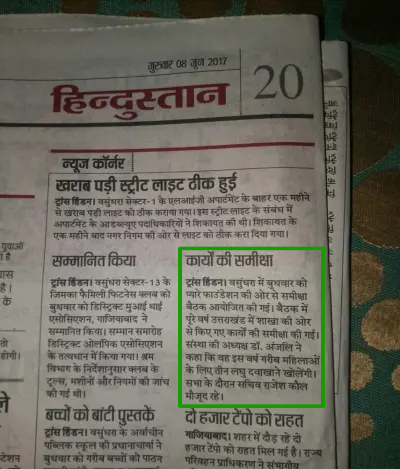 गुरुवार 08 जून 2017
हिन्दुस्तान
20
न्यूज कॉर्नर
खराब पड़ी स्ट्रीट लाइट ठीक हुई
ट्रांस हिंडन। वसुंधरा सेक्टर-1 के एलआईजी अपार्टमेंट के बाहर एक महीने
से खराब पड़ी लाइट को ठीक कराया गया। इस स्ट्रीट लाइट के संबंध में
अपार्टमेंट के आडब्ल्यूए पदाधिकारियों ने शिकायत की थी। शिकायत के
एक महीने बाद नगर निगम की ओर से लाइट को ठीक करा दिया गया।
सम्मानित किया
ट्रांस हिंडन। वसुंधरा सेक्टर-13 के
जिमका फैमिली फिटनेस क्लब को
बुधवार को डिस्ट्रिक्ट मुआई थाई
एसोसिएशन, गाजियाबाद ने
सम्मानित किया। सम्मान समारोह
डिस्ट्रिक्ट ओलंपिक एसोसिएशन
के तत्वधान में किया गया। श्रम
विभाग के निर्देशानुसार क्लब के
टूल्स, मशीनों और नियमों की जांच
की गई थी।
कार्यों की समीक्षा
ट्रांस हिंडन। वसुंधरा में बुधवार को
प्यारे फाउंडेशन की ओर से समीक्षा
बैठक आयोजित की गई। बैठक में
पूरे वर्ष उत्तराखंड में शाखा की ओर
से किए गए कार्यों की समीक्षा की गई।
संस्था की अध्यक्ष डॉ. अंजलि ने
कहा कि वह इस वर्ष गरीब महिलाओं
के लिए तीन लघु दवाखाने खोलेंगी।
सभा के दौरान सचिव राजेश कौल
मौजूद रहे।
बच्चों को बांटी पुस्तकें
ट्रांस हिंडन। वसुंधरा के अर्वाचीन
पब्लिक स्कूल की प्रधानाचार्या ने
बुधवार को गरीब बच्चों को पाठन
दो हजार टेंपो को राहत
गाजियाबाद। शहर में दौड़ रहे दो
हजार टेंपो को राहत मिल गई है। राज्य
परिवहन प्राधिकरण ने संभागीय